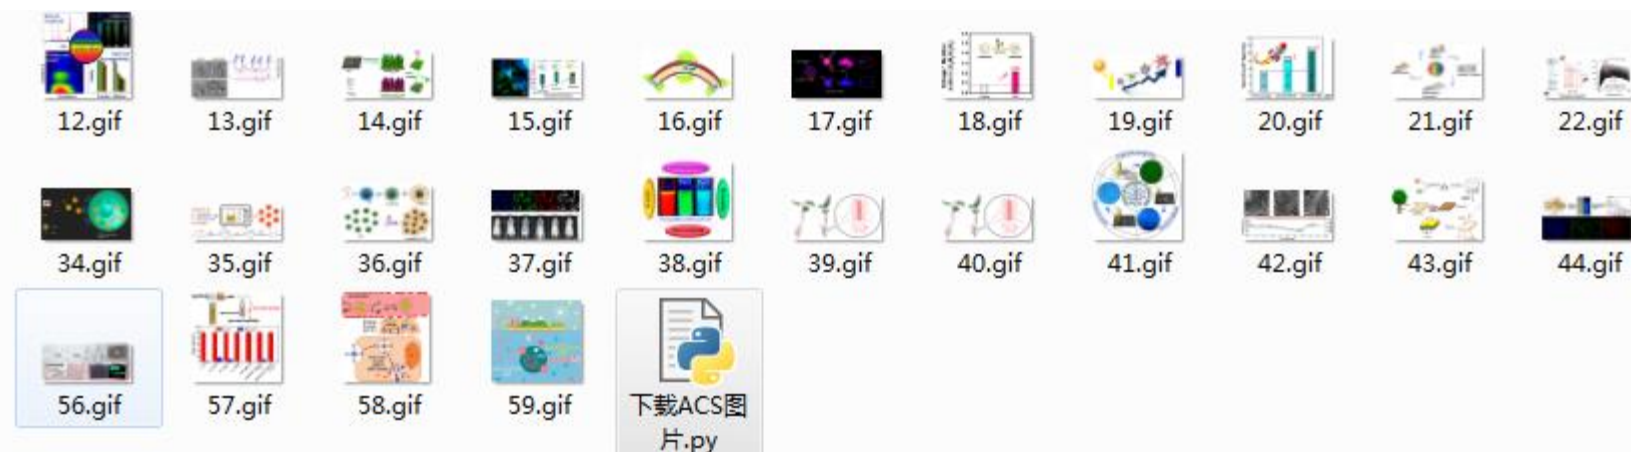 12.gif 13.gif 14.gif 15.gif 16.gif 17.gif 18.gif 19.gif 20.gif 21.gif 22.gif
34.gif 35.gif 36.gif 37.gif 38.gif 39.gif 40.gif 41.gif 42.gif 43.gif 44.gif
56.gif 57.gif 58.gif 59.gif 下载ACS图
片.py